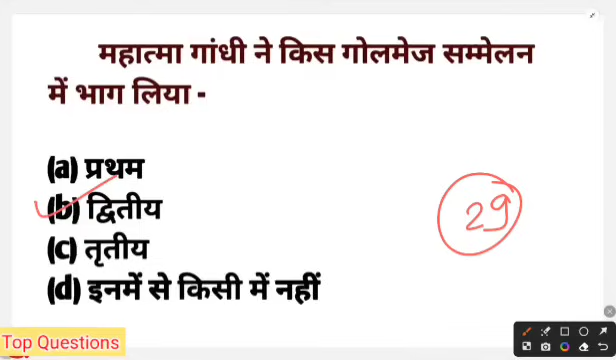 महात्मा गांधी ने किस गोलमेज सम्मेलन
में भाग लिया -
(a) प्रथम
(b) द्वितीय
(c) तृतीय
(d) इनमें से किसी में नहीं
29
Top Questions